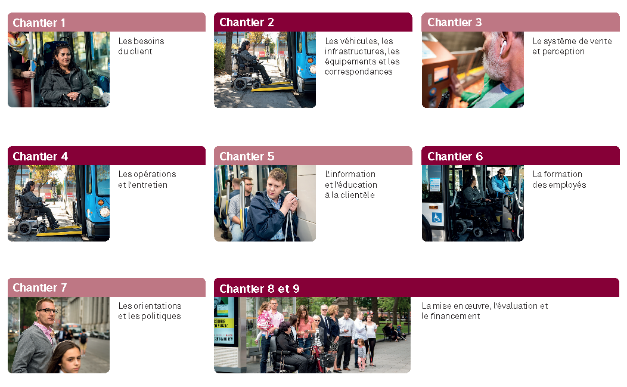 Chantier 1
Les besoins
du client
Chantier 2
Les véhicules, les
infrastructures, les
équipements et les
correspondances
Chantier 3
Le système de vente
et perception
Chantier 4
Les opérations
et l'entretien
Chantier 5
L'information
et l'éducation
à la clientèle
Chantier 6
La formation
des employés
Chantier 7
Les orientations
et les politiques
Chantier 8 et 9
La mise en œuvre, l'évaluation et
le financement